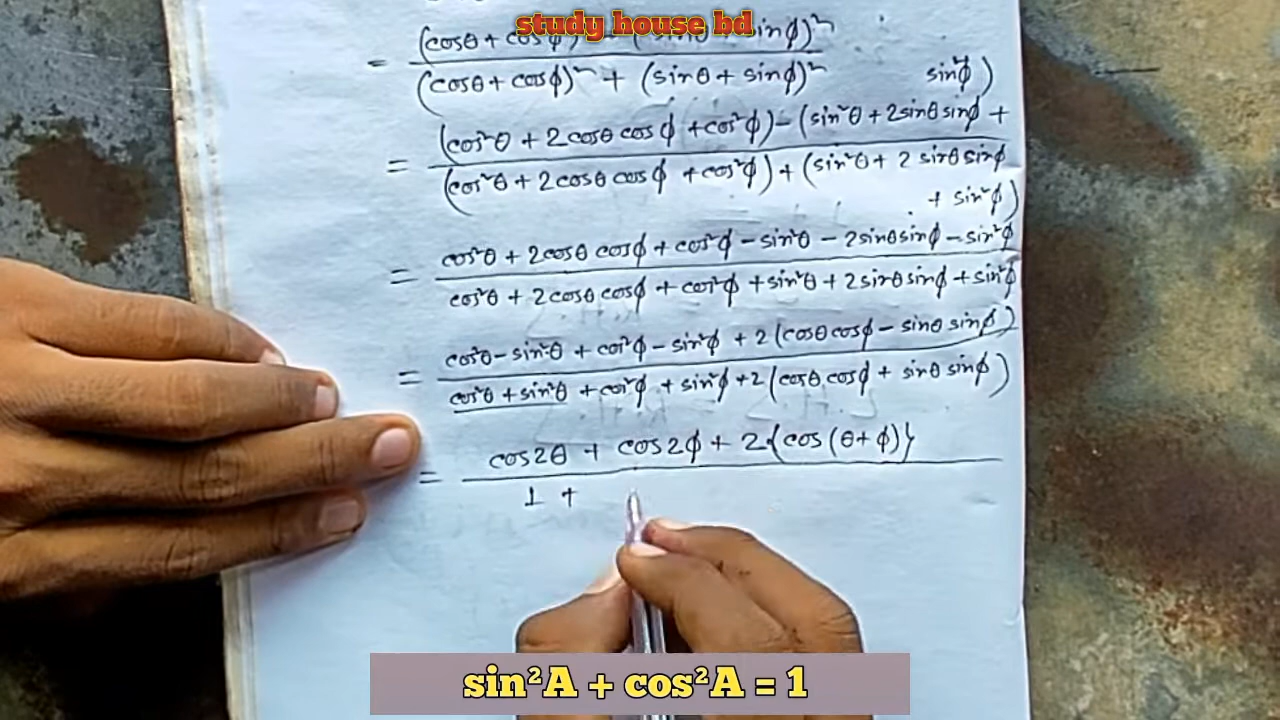 study house bd
(cosθ + cosϕ)² - (sinθ + sinϕ)²
= (cosθ + cosϕ)² + (sinθ + sinϕ)²
sin²ϕ)
(cos²θ + 2cosθ cosϕ + cos²ϕ) - (sin²θ + 2sinθ sinϕ +
= (cos²θ + 2cosθ cosϕ + cos²ϕ) + (sin²θ + 2 sinθ sinϕ
+ sin²ϕ)
cos²θ + 2cosθ cosϕ + cos²ϕ - sin²θ - 2sinθ sinϕ - sin²ϕ
= cos²θ + 2cosθ cosϕ + cos²ϕ + sin²θ + 2sinθ sinϕ + sin²ϕ
cos²θ - sin²θ + cos²ϕ - sin²ϕ + 2(cosθ cosϕ - sinθ sinϕ)
= cos²θ + sin²θ + cos²ϕ + sin²ϕ + 2(cosθ cosϕ + sinθ sinϕ)
cos2θ + cos2ϕ + 2{cos(θ+ϕ)}
= 1 +
sin²A + cos²A = 1